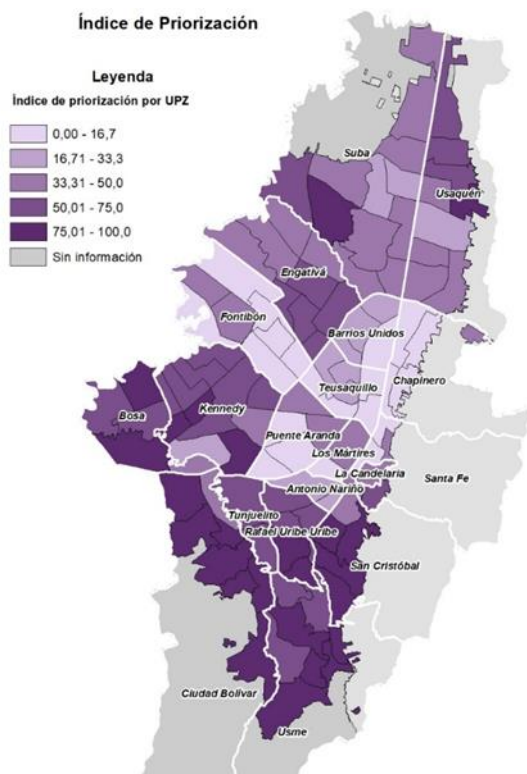 Índice de Priorización
Leyenda
Índice de priorización por UPZ
0,00 - 16,7
16,71 - 33,3
33,31 - 50,0
50,01 - 75,0
75,01 - 100,0
Sin información
Suba
Usaquén
Engativá
Fontibón
Barrios Unidos
Teusaquillo
Chapinero
Bosa
Kennedy
Puente Aranda
Los Mártires
La Candelaria
Santa Fe
Antonio Nariño
Tunjuelito
Rafael Uribe Uribe
San Cristóbal
Ciudad Bolívar
Usme